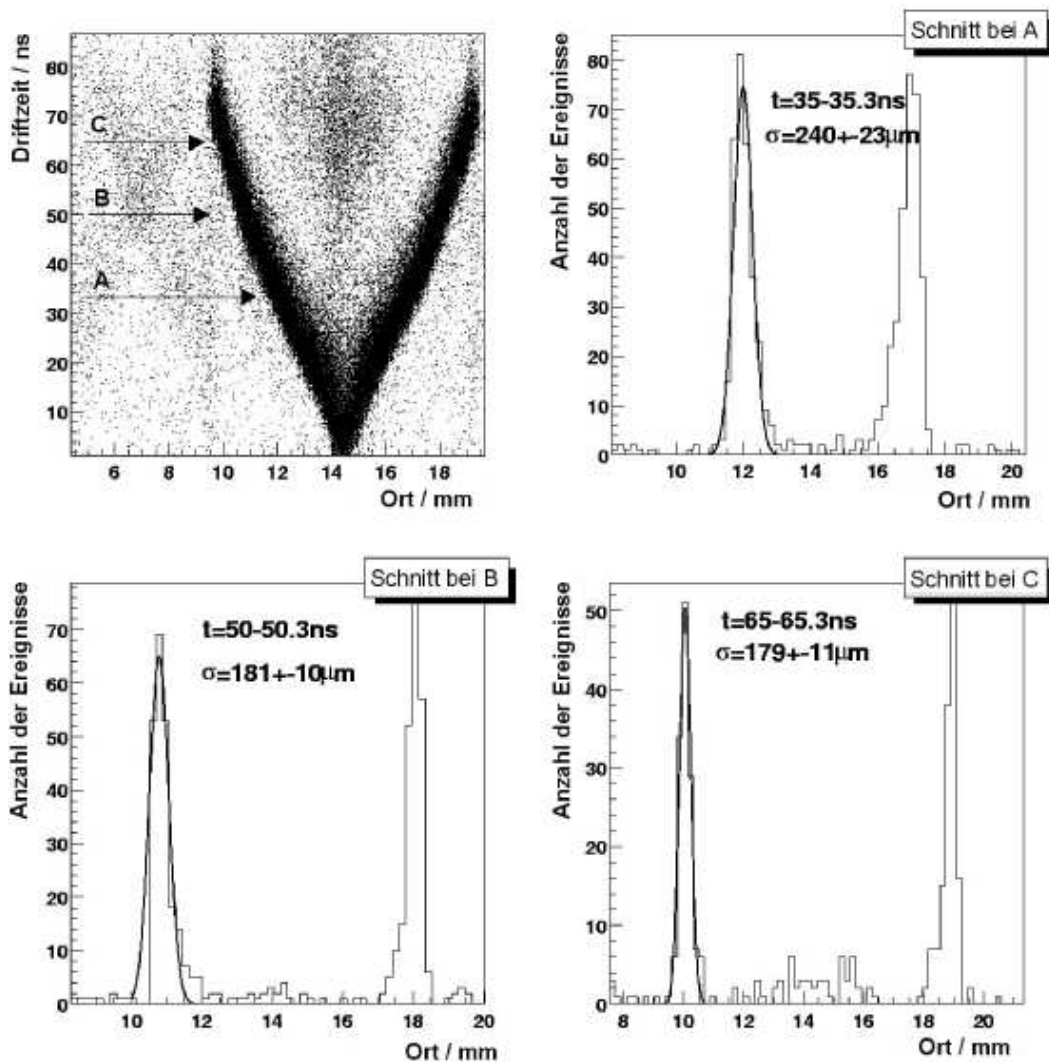 Driftzeit / ns
80
70
60
50
40
30
20
10
C
B
A
6 8 10 12 14 16 18
Ort / mm
Schnitt bei A
Anzahl der Ereignisse
80
70
60
50
40
30
20
10
0
t=35-35.3ns
σ=240+-23μm
10 12 14 16 18 20
Ort / mm
Schnitt bei B
Anzahl der Ereignisse
70
60
50
40
30
20
10
0
t=50-50.3ns
σ=181+-10μm
10 12 14 16 18 20
Ort / mm
Schnitt bei C
Anzahl der Ereignisse
50
40
30
20
10
0
t=65-65.3ns
σ=179+-11μm
8 10 12 14 16 18 20
Ort / mm